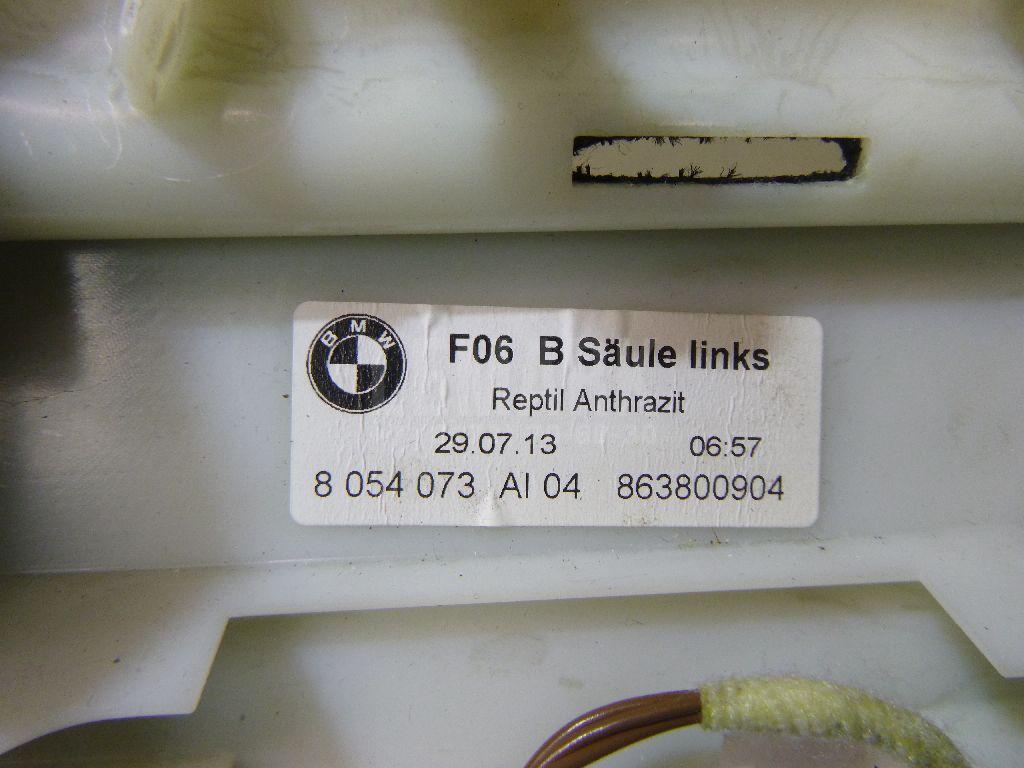 BMW
F06 B Säule links
Reptil Anthrazit
29.07.13 06:57
8 054 073 AI 04 863800904